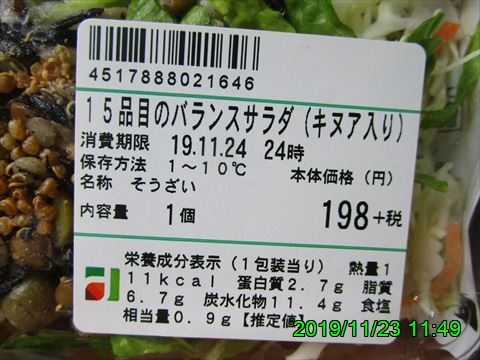 4517888021646
15品目のバランスサラダ（キヌア入り）
消費期限 19.11.24 24時
保存方法 1～10℃ 本体価格（円）
名称 そうざい
内容量 1個 198+税
栄養成分表示（1包装当り） 熱量1
11kcal 蛋白質2.7g 脂質
6.7g 炭水化物11.4g 食塩
相当量0.9g【推定値】
2019/11/23 11:49